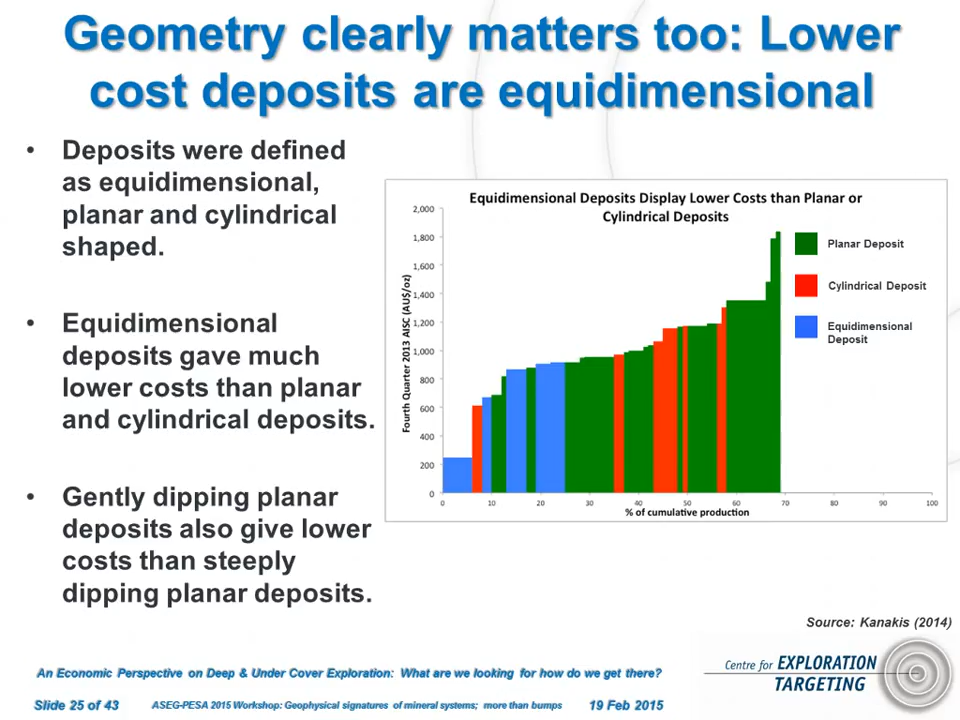 Geometry clearly matters too: Lower
cost deposits are equidimensional
• Deposits were defined
as equidimensional,
planar and cylindrical
shaped.
• Equidimensional
deposits gave much
lower costs than planar
and cylindrical deposits.
• Gently dipping planar
deposits also give lower
costs than steeply
dipping planar deposits.
Equidimensional Deposits Display Lower Costs than Planar or
Cylindrical Deposits
Fourth Quarter 2013 AISC (AU$/oz)
2,000
1,800
1,600
1,400
1,200
1,000
800
600
400
200
0
0 10 20 30 40 50 60 70 80 90 100
% of cumulative production
Planar Deposit
Cylindrical Deposit
Equidimensional
Deposit
Source: Kanakis (2014)
An Economic Perspective on Deep & Under Cover Exploration: What are we looking for how do we get there?
Slide 25 of 43 ASEG-PESA 2015 Workshop: Geophysical signatures of mineral systems; more than bumps 19 Feb 2015
Centre for EXPLORATION
TARGETING